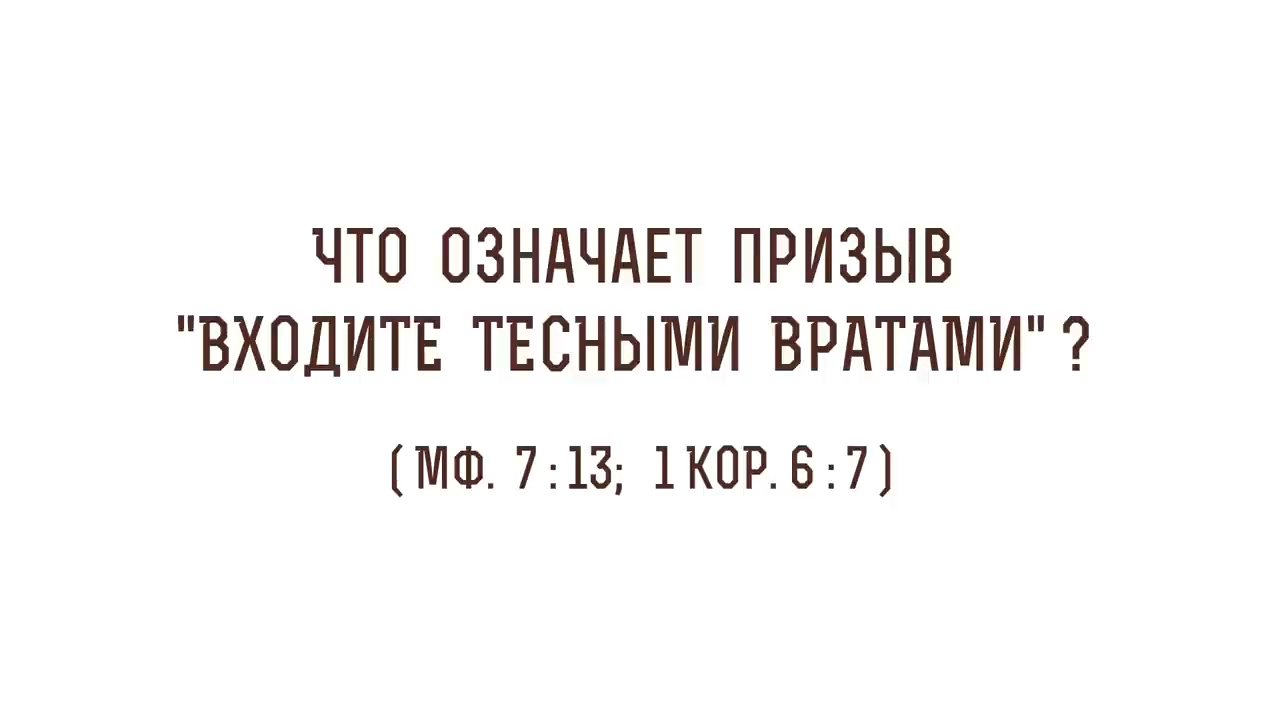 ЧТО ОЗНАЧАЕТ ПРИЗЫВ
"ВХОДИТЕ ТЕСНЫМИ ВРАТАМИ"?
(МФ. 7:13; 1 КОР. 6:7)